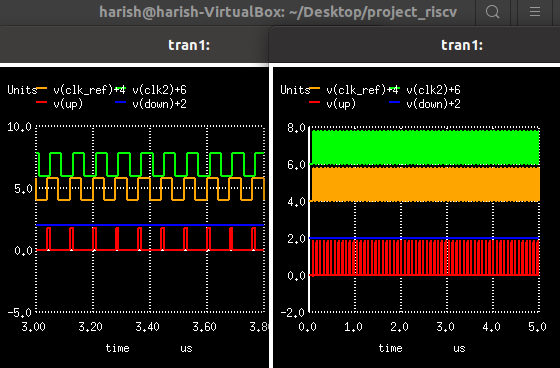 harish@harish-VirtualBox: ~/Desktop/project_riscv
tran1:
Units v(clk_ref)+4 v(clk2)+6
v(up) v(down)+2
10.0
5.0
0.0
-5.0
3.00 3.20 3.40 3.60 3.80
time us
tran1:
Units v(clk_ref)+4 v(clk2)+6
v(up) v(down)+2
8.0
6.0
4.0
2.0
0.0
-2.0
0.0 1.0 2.0 3.0 4.0 5.0
time us